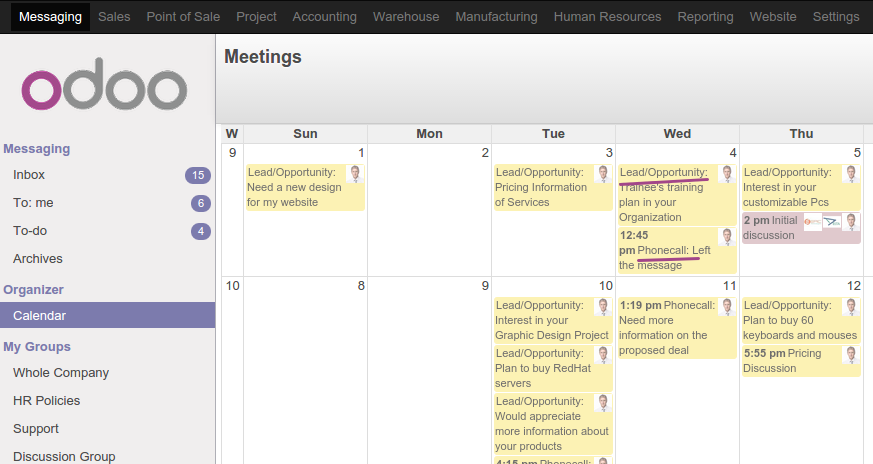 Messaging Sales Point of Sale Project Accounting Warehouse Manufacturing Human Resources Reporting Website Settings
odoo
Messaging
Inbox 15
To: me 6
To-do 4
Archives
Organizer
Calendar
My Groups
Whole Company
HR Policies
Support
Discussion Group
Meetings
W Sun Mon Tue Wed Thu
9 1 2 3 4 5
Lead/Opportunity:
Need a new design
for my website
Lead/Opportunity:
Pricing Information
of Services
Lead/Opportunity:
Trainee's training
plan in your
Organization
12:45
pm Phonecall: Left
the message
Lead/Opportunity:
Interest in your
customizable Pcs
2 pm Initial
discussion
10 8 9 10 11 12
Lead/Opportunity:
Interest in your
Graphic Design Project
Lead/Opportunity:
Plan to buy RedHat
servers
Lead/Opportunity:
Would appreciate
more information about
your products
4:15 pm Phonecall:
1:19 pm Phonecall:
Need more
information on the
proposed deal
Lead/Opportunity:
Plan to buy 60
keyboards and mouses
5:55 pm Pricing
Discussion